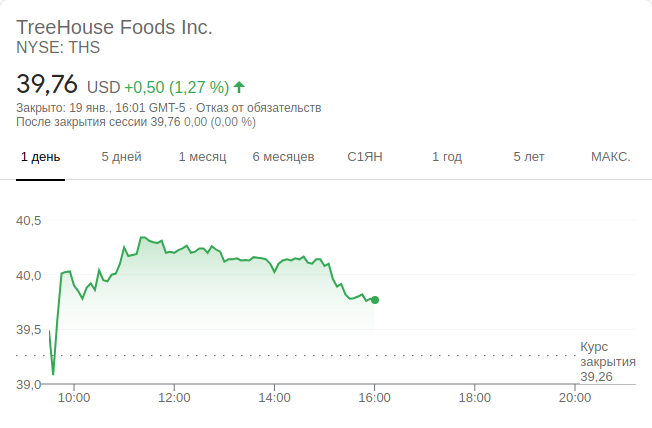 TreeHouse Foods Inc.
NYSE: THS
39,76 USD +0,50 (1,27 %)
Закрыто: 19 янв., 16:01 GMT-5 · Отказ от обязательств
После закрытия сессии 39,76 0,00 (0,00 %)
1 день 5 дней 1 месяц 6 месяцев С1ЯН 1 год 5 лет МАКС.
40,5
40,0
39,5
Курс
закрытия
39,26
39,0
10:00 12:00 14:00 16:00 18:00 20:00